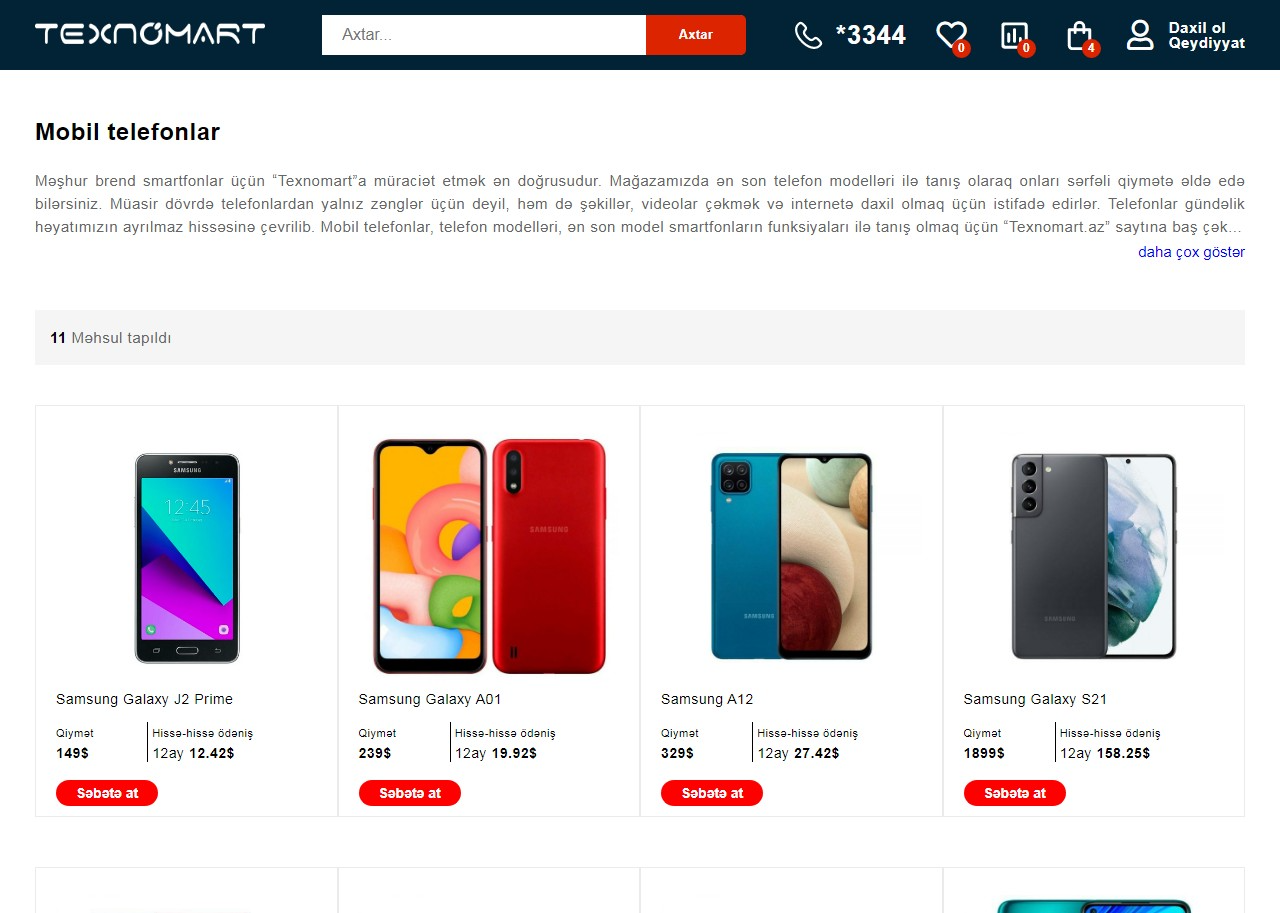 TEXNOMART
Axtar...
Axtar
*3344
0
0
4
Daxil ol
Qeydiyyat
Mobil telefonlar
Məşhur brend smartfonlar üçün “Texnomart”a müraciət etmək ən doğrusudur. Mağazamızda ən son telefon modelləri ilə tanış olaraq onları sərfəli qiymətə əldə edə
bilərsiniz. Müasir dövrdə telefonlardan yalnız zənglər üçün deyil, həm də şəkillər, videolar çəkmək və internetə daxil olmaq üçün istifadə edirlər. Telefonlar gündəlik
həyatımızın ayrılmaz hissəsinə çevrilib. Mobil telefonlar, telefon modelləri, ən son model smartfonların funksiyaları ilə tanış olmaq üçün “Texnomart.az” saytına baş çək...
daha çox göstər
11 Məhsul tapıldı
SAMSUNG
12:45
SAMSUNG
SAMSUNG
SAMSUNG
Samsung Galaxy J2 Prime
Qiymət
149$
Hissə-hissə ödəniş
12ay 12.42$
Səbətə at
Samsung Galaxy A01
Qiymət
239$
Hissə-hissə ödəniş
12ay 19.92$
Səbətə at
Samsung A12
Qiymət
329$
Hissə-hissə ödəniş
12ay 27.42$
Səbətə at
Samsung Galaxy S21
Qiymət
1899$
Hissə-hissə ödəniş
12ay 158.25$
Səbətə at